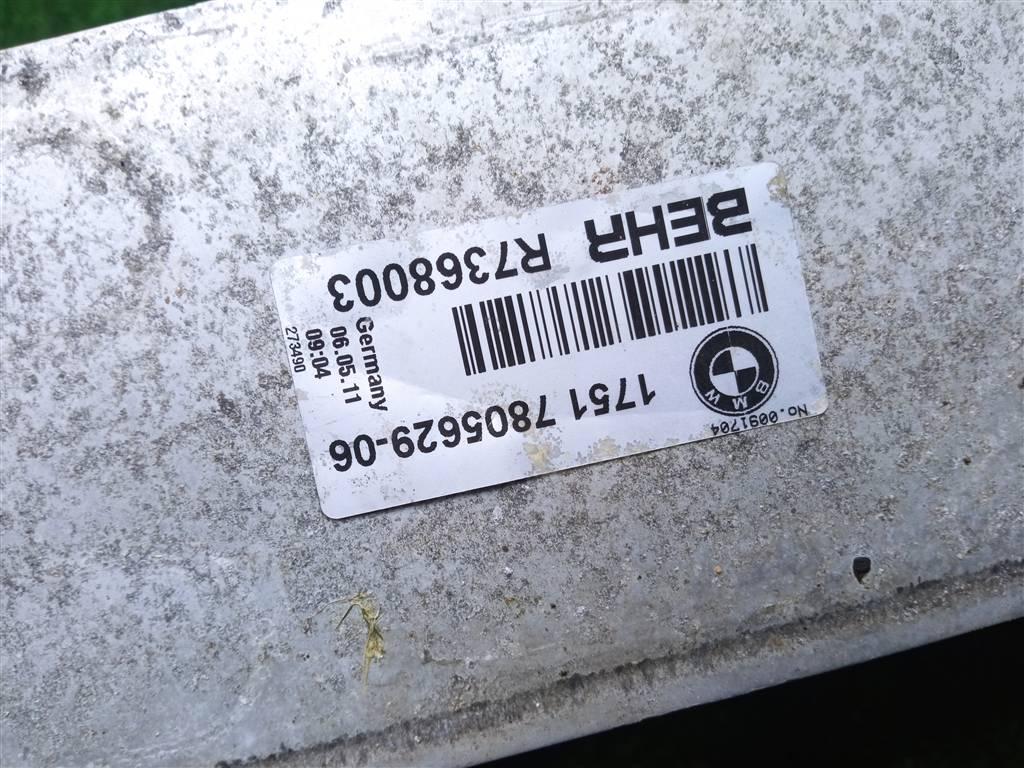 No.0091704
BMW
1751 7805629-06
BEHR R7368003
Germany
06.05.11
09:04
273490